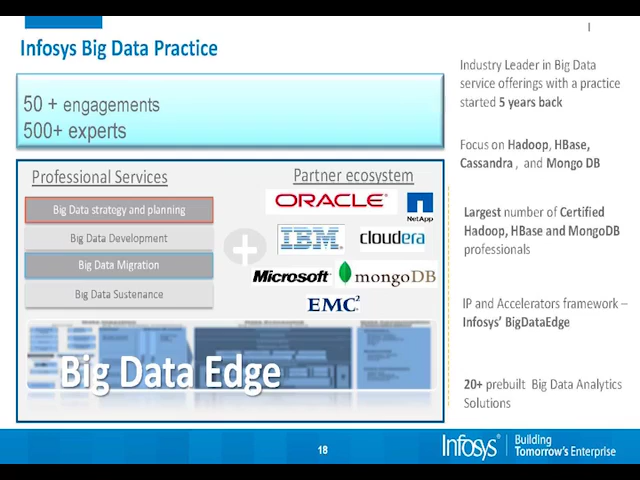 Infosys Big Data Practice
50 + engagements
500+ experts
Professional Services
Big Data strategy and planning
Big Data Development
Big Data Migration
Big Data Sustenance
Partner ecosystem
ORACLE
NetApp
IBM
cloudera
Microsoft
mongoDB
EMC²
Big Data Edge
Industry Leader in Big Data
service offerings with a practice
started 5 years back
Focus on Hadoop, HBase,
Cassandra , and Mongo DB
Largest number of Certified
Hadoop, HBase and MongoDB
professionals
IP and Accelerators framework –
Infosys' BigDataEdge
20+ prebuilt Big Data Analytics
Solutions
18
Infosys
Building
Tomorrow's Enterprise